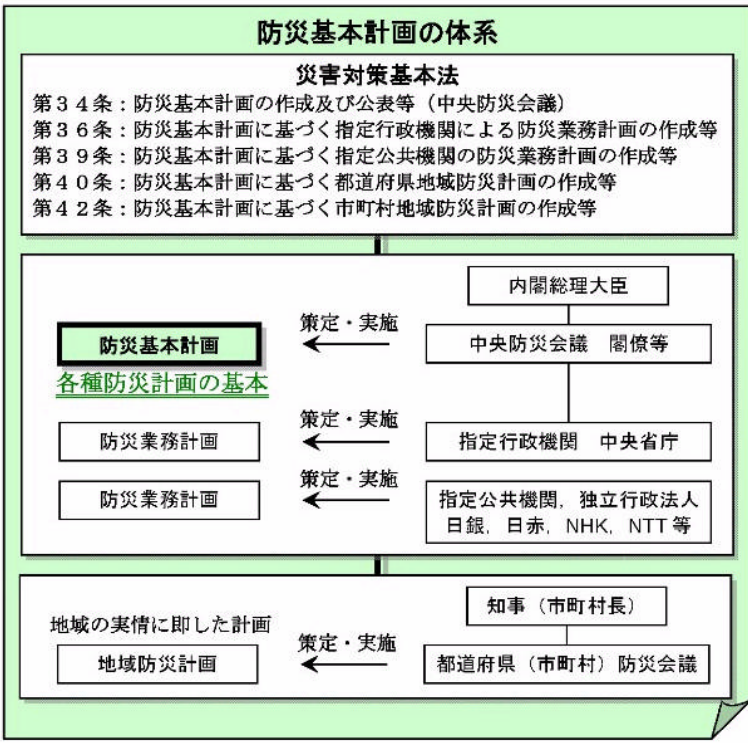 防災基本計画の体系
災害対策基本法
第34条：防災基本計画の作成及び公表等（中央防災会議）
第36条：防災基本計画に基づく指定行政機関による防災業務計画の作成等
第39条：防災基本計画に基づく指定公共機関の防災業務計画の作成等
第40条：防災基本計画に基づく都道府県地域防災計画の作成等
第42条：防災基本計画に基づく市町村地域防災計画の作成等
内閣総理大臣
防災基本計画
策定・実施
中央防災会議　閣僚等
各種防災計画の基本
防災業務計画
策定・実施
指定行政機関　中央省庁
防災業務計画
策定・実施
指定公共機関，独立行政法人
日銀，日赤，NHK，NTT等
知事（市町村長）
地域の実情に即した計画
地域防災計画
策定・実施
都道府県（市町村）防災会議